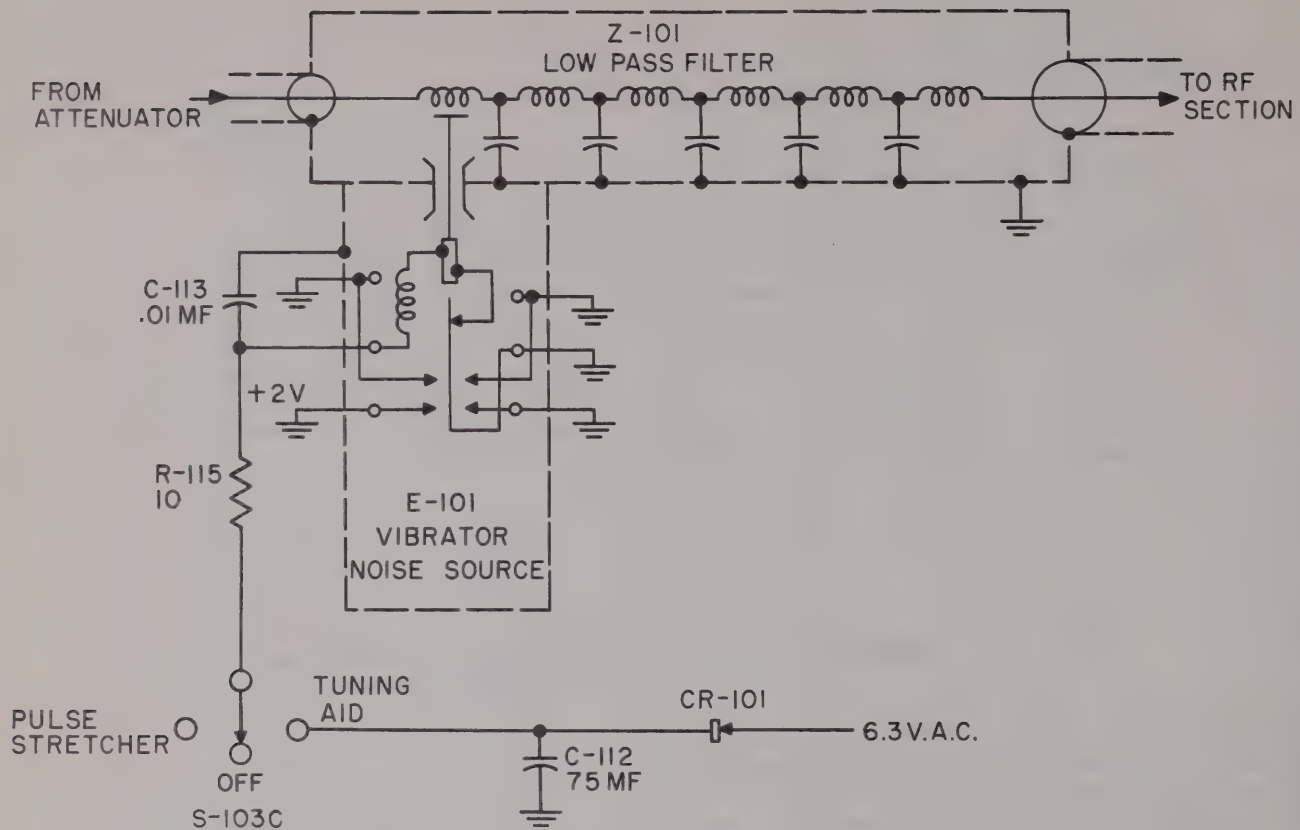 Z-101
LOW PASS FILTER
FROM
ATTENUATOR
TO RF
SECTION
C-113
.01 MF
+2V
R-115
10
E-101
VIBRATOR
NOISE SOURCE
PULSE
STRETCHER
TUNING
AID
OFF
S-103C
CR-101
6.3 V.A.C.
C-112
75 MF